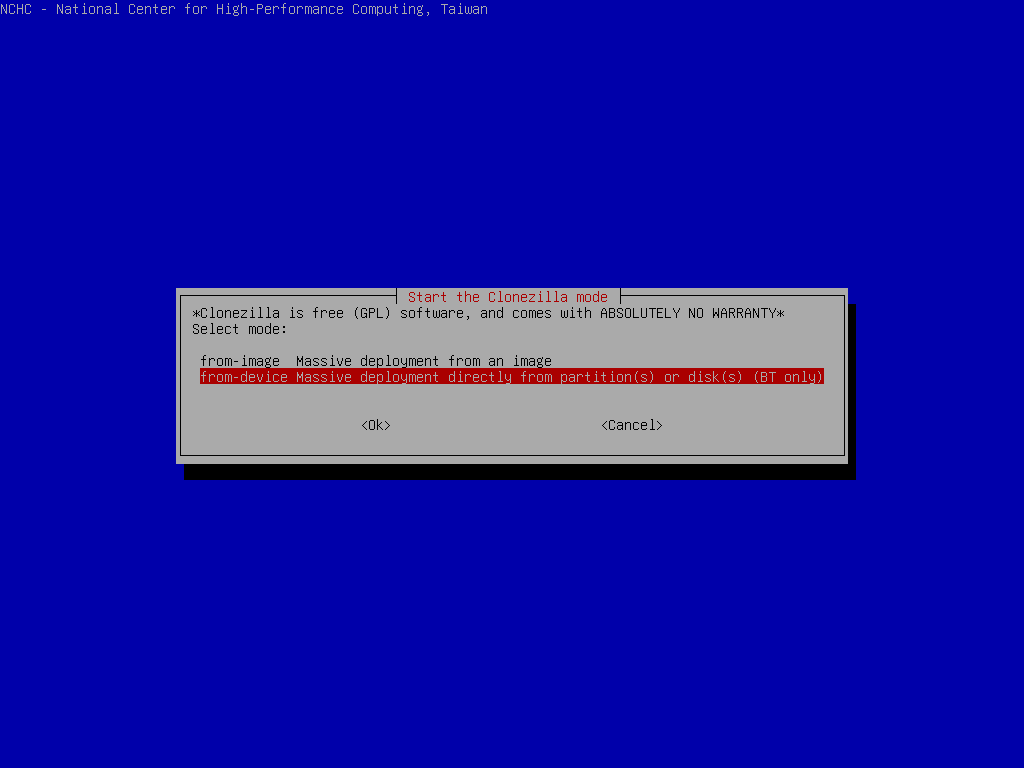 NCHC - National Center for High-Performance Computing, Taiwan
Start the Clonezilla mode
*Clonezilla is free (GPL) software, and comes with ABSOLUTELY NO WARRANTY*
Select mode:
from-image  Massive deployment from an image
from-device Massive deployment directly from partition(s) or disk(s) (BT only)
<Ok> <Cancel>